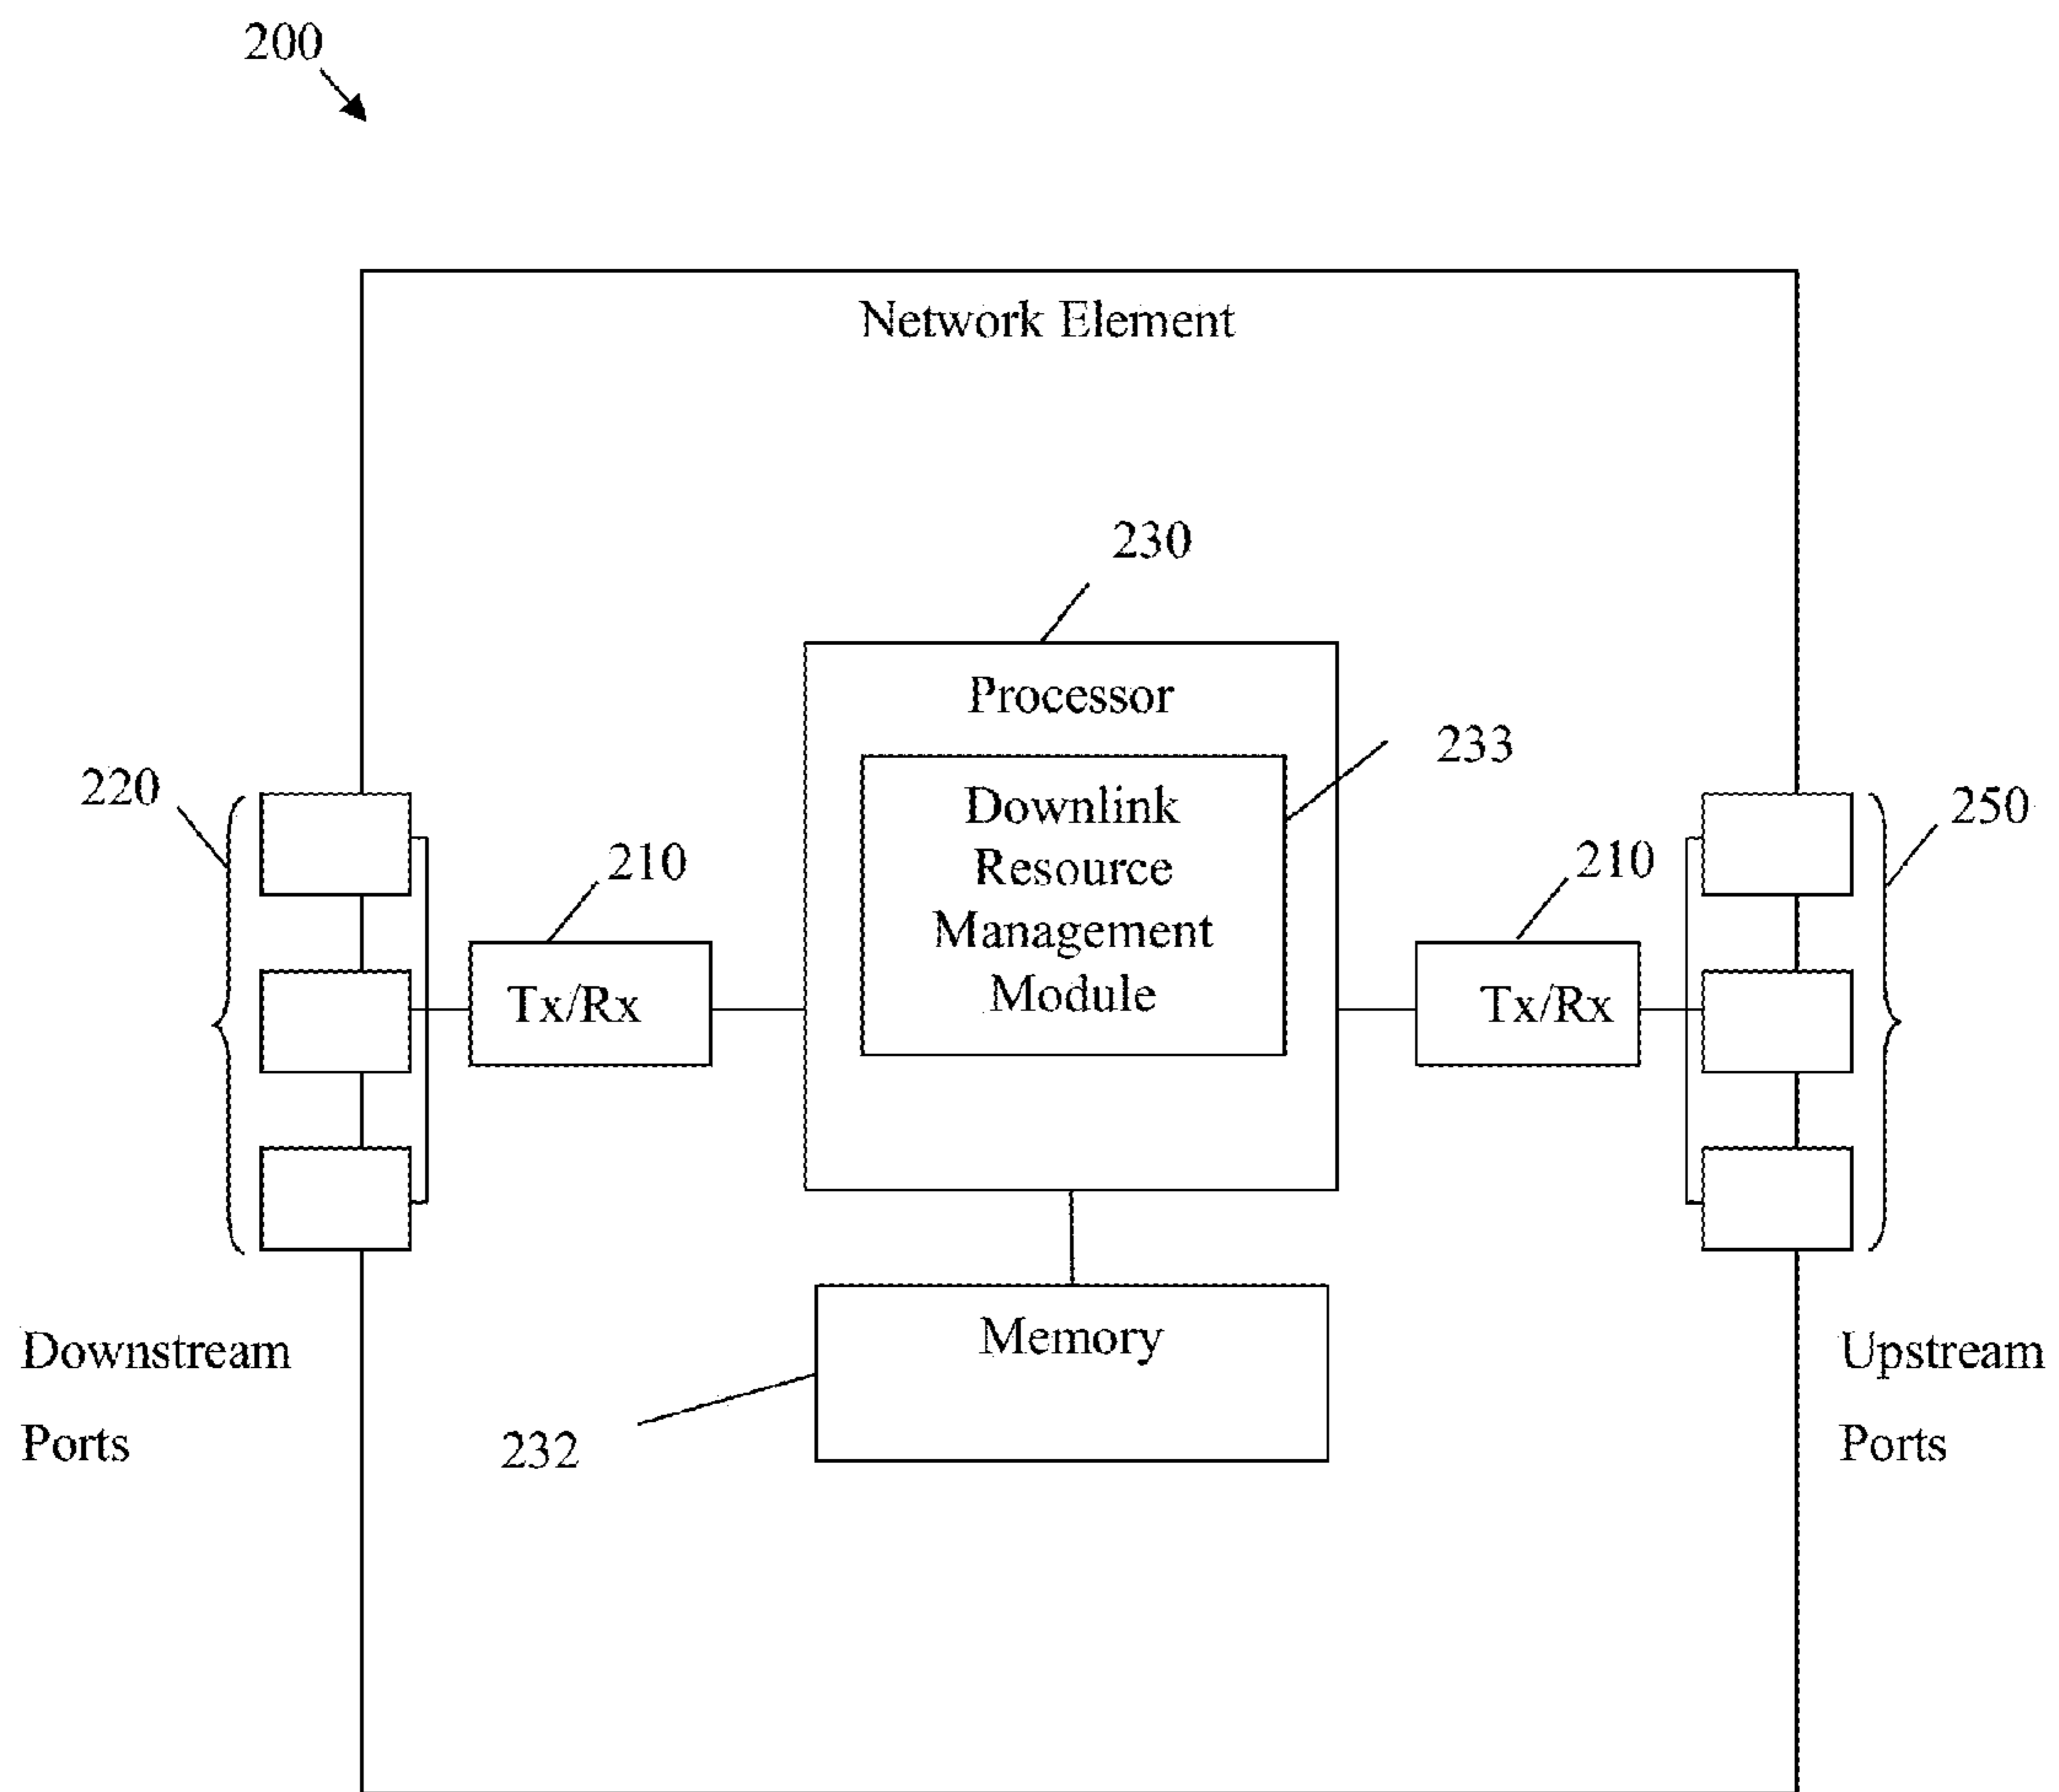 200
Network Element
230
Processor
233
220
Downlink
250
Resource
210
210
Management
Module
Tx/Rx
Tx/Rx
Memory
Downstream
Upstream
Ports
Ports
232